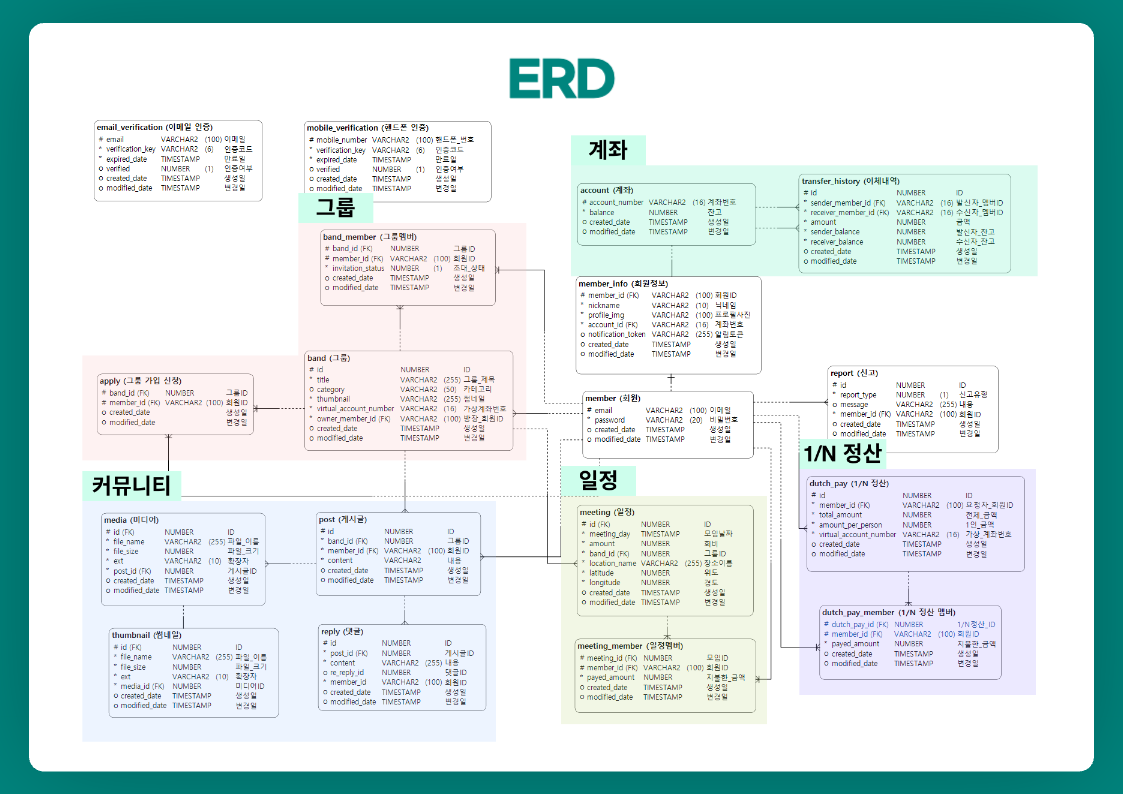 ERD
email_verification (이메일 인증)
# email VARCHAR2 (100) 이메일
* verification_key VARCHAR2 (6) 인증코드
* expired_date TIMESTAMP 만료일
o verified NUMBER (1) 인증여부
o created_date TIMESTAMP 생성일
o modified_date TIMESTAMP 변경일
mobile_verification (핸드폰 인증)
# mobile_number VARCHAR2 (100) 핸드폰_번호
* verification_key VARCHAR2 (6) 인증코드
* expired_date TIMESTAMP 만료일
o verified NUMBER (1) 인증여부
o created_date TIMESTAMP 생성일
o modified_date TIMESTAMP 변경일
계좌
account (계좌)
# account_number VARCHAR2 (16) 계좌번호
* balance NUMBER 잔고
o created_date TIMESTAMP 생성일
o modified_date TIMESTAMP 변경일
transfer_history (이체내역)
# id NUMBER ID
* sender_member_id (FK) VARCHAR2 (16) 발신자_멤버ID
* receiver_member_id (FK) VARCHAR2 (16) 수신자_멤버ID
* amount NUMBER 금액
* sender_balance NUMBER 발신자_잔고
* receiver_balance NUMBER 수신자_잔고
o created_date TIMESTAMP 생성일
o modified_date TIMESTAMP 변경일
그룹
band_member (그룹멤버)
# band_id (FK) NUMBER 그룹ID
# member_id (FK) VARCHAR2 (100) 회원ID
* invitation_status NUMBER (1) 초대_상태
o created_date TIMESTAMP 생성일
o modified_date TIMESTAMP 변경일
member_info (회원정보)
# member_id (FK) VARCHAR2 (100) 회원ID
* nickname VARCHAR2 (10) 닉네임
* profile_img VARCHAR2 (100) 프로필사진
* account_id (FK) VARCHAR2 (16) 계좌번호
o notification_token VARCHAR2 (255) 알림토큰
o created_date TIMESTAMP 생성일
o modified_date TIMESTAMP 변경일
band (그룹)
# id NUMBER ID
* title VARCHAR2 (255) 그룹_제목
o category VARCHAR2 (50) 카테고리
* thumbnail VARCHAR2 (255) 썸네일
* virtual_account_number VARCHAR2 (16) 가상계좌번호
* owner_member_id (FK) VARCHAR2 (100) 방장_회원ID
o created_date TIMESTAMP 생성일
o modified_date TIMESTAMP 변경일
apply (그룹 가입 신청)
# band_id (FK) NUMBER 그룹ID
# member_id (FK) VARCHAR2 (100) 회원ID
o created_date TIMESTAMP 생성일
o modified_date TIMESTAMP 변경일
member (회원)
# email VARCHAR2 (100) 이메일
* password VARCHAR2 (20) 비밀번호
o created_date TIMESTAMP 생성일
o modified_date TIMESTAMP 변경일
report (신고)
# id NUMBER ID
* report_type NUMBER (1) 신고유형
o message VARCHAR2 (255) 내용
* member_id (FK) VARCHAR2 (100) 회원ID
o created_date TIMESTAMP 생성일
o modified_date TIMESTAMP 변경일
커뮤니티
media (미디어)
# id (FK) NUMBER ID
* file_name VARCHAR2 (255) 파일_이름
* file_size NUMBER 파일_크기
* ext VARCHAR2 (10) 확장자
* post_id (FK) NUMBER 게시글ID
o created_date TIMESTAMP 생성일
o modified_date TIMESTAMP 변경일
post (게시글)
# id NUMBER ID
* band_id (FK) NUMBER 그룹ID
* member_id (FK) VARCHAR2 (100) 회원ID
* content VARCHAR2 내용
o created_date TIMESTAMP 생성일
o modified_date TIMESTAMP 변경일
thumbnail (썸네일)
# id (FK) NUMBER ID
* file_name VARCHAR2 (255) 파일_이름
* file_size NUMBER 파일_크기
* ext VARCHAR2 (10) 확장자
* media_id (FK) NUMBER 미디어ID
o created_date TIMESTAMP 생성일
o modified_date TIMESTAMP 변경일
reply (댓글)
# id NUMBER ID
* post_id (FK) NUMBER 게시글ID
* content VARCHAR2 (255) 내용
o re_reply_id NUMBER 댓글ID
* member_id VARCHAR2 (100) 회원ID
o created_date TIMESTAMP 생성일
o modified_date TIMESTAMP 변경일
일정
meeting (일정)
# id (FK) NUMBER ID
* meeting_day TIMESTAMP 모임날자
* amount NUMBER 회비
* band_id (FK) NUMBER 그룹ID
* location_name VARCHAR2 (255) 장소이름
* latitude NUMBER 위도
* longitude NUMBER 경도
o created_date TIMESTAMP 생성일
o modified_date TIMESTAMP 변경일
meeting_member (일정멤버)
# meeting_id (FK) NUMBER 모임ID
# member_id (FK) VARCHAR2 (100) 회원ID
* payed_amount NUMBER 지불한_금액
o created_date TIMESTAMP 생성일
o modified_date TIMESTAMP 변경일
1/N 정산
dutch_pay (1/N 정산)
# id NUMBER ID
* member_id (FK) VARCHAR2 (100) 요청자_회원ID
* total_amount NUMBER 전체_금액
* amount_per_person NUMBER 1인_금액
* virtual_account_number VARCHAR2 (16) 가상_계좌번호
o created_date TIMESTAMP 생성일
o modified_date TIMESTAMP 변경일
dutch_pay_member (1/N 정산 멤버)
# dutch_pay_id (FK) NUMBER 1/N정산_ID
# member_id (FK) VARCHAR2 (100) 회원ID
* payed_amount NUMBER 지불한_금액
o created_date TIMESTAMP 생성일
o modified_date TIMESTAMP 변경일